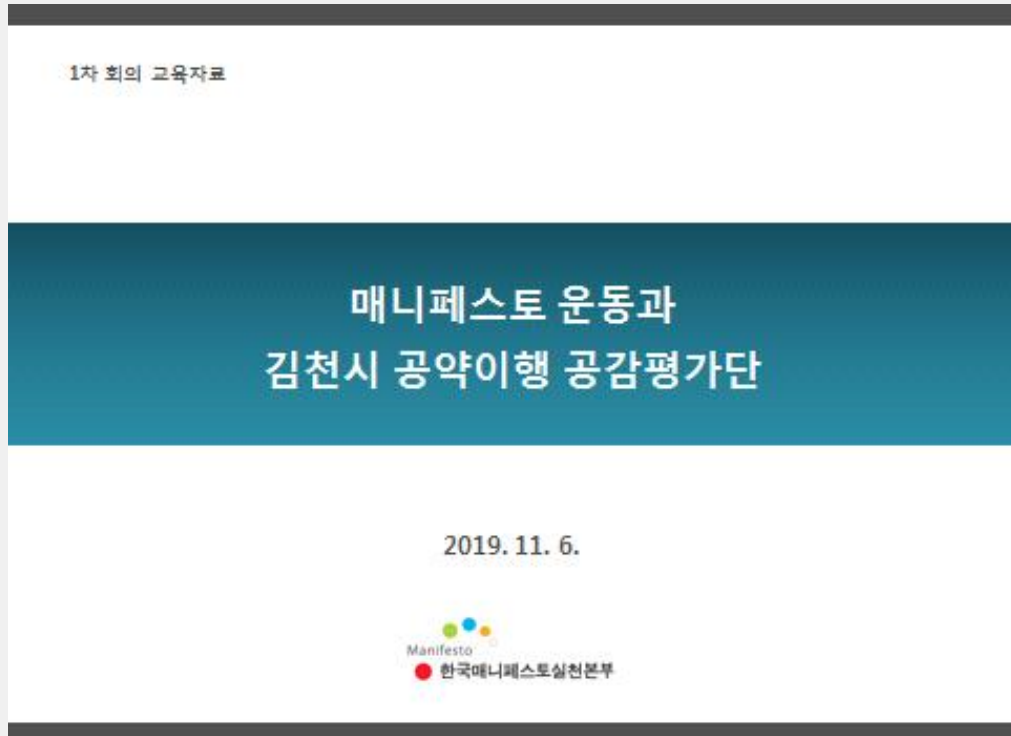 1차 회의 교육자료
매니페스토 운동과
김천시 공약이행 공감평가단
2019. 11. 6.
Manifesto
한국매니페스토실천본부